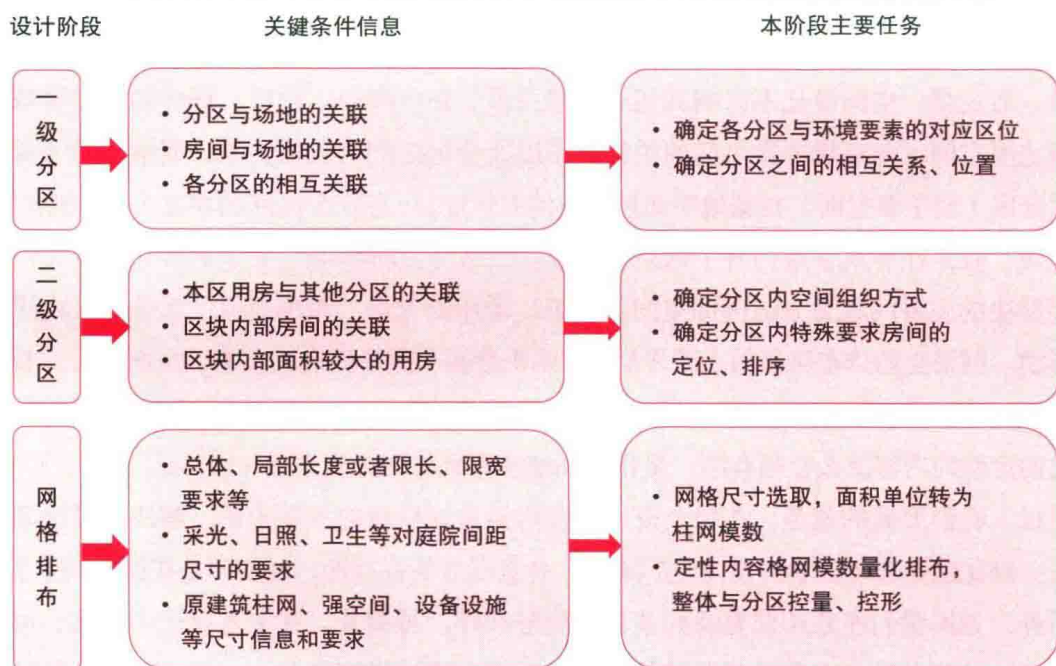 设计阶段
关键条件信息
本阶段主要任务
一级分区
• 分区与场地的关联
• 房间与场地的关联
• 各分区的相互关联
• 确定各分区与环境要素的对应区位
• 确定分区之间的相互关系、位置
二级分区
• 本区用房与其他分区的关联
• 区块内部房间的关联
• 区块内部面积较大的用房
• 确定分区内空间组织方式
• 确定分区内特殊要求房间的
定位、排序
网格排布
• 总体、局部长度或者限长、限宽
要求等
• 采光、日照、卫生等对庭院间距
尺寸的要求
• 原建筑柱网、强空间、设备设施
等尺寸信息和要求
• 网格尺寸选取，面积单位转为
柱网模数
• 定性内容格网模数量化排布，
整体与分区控量、控形